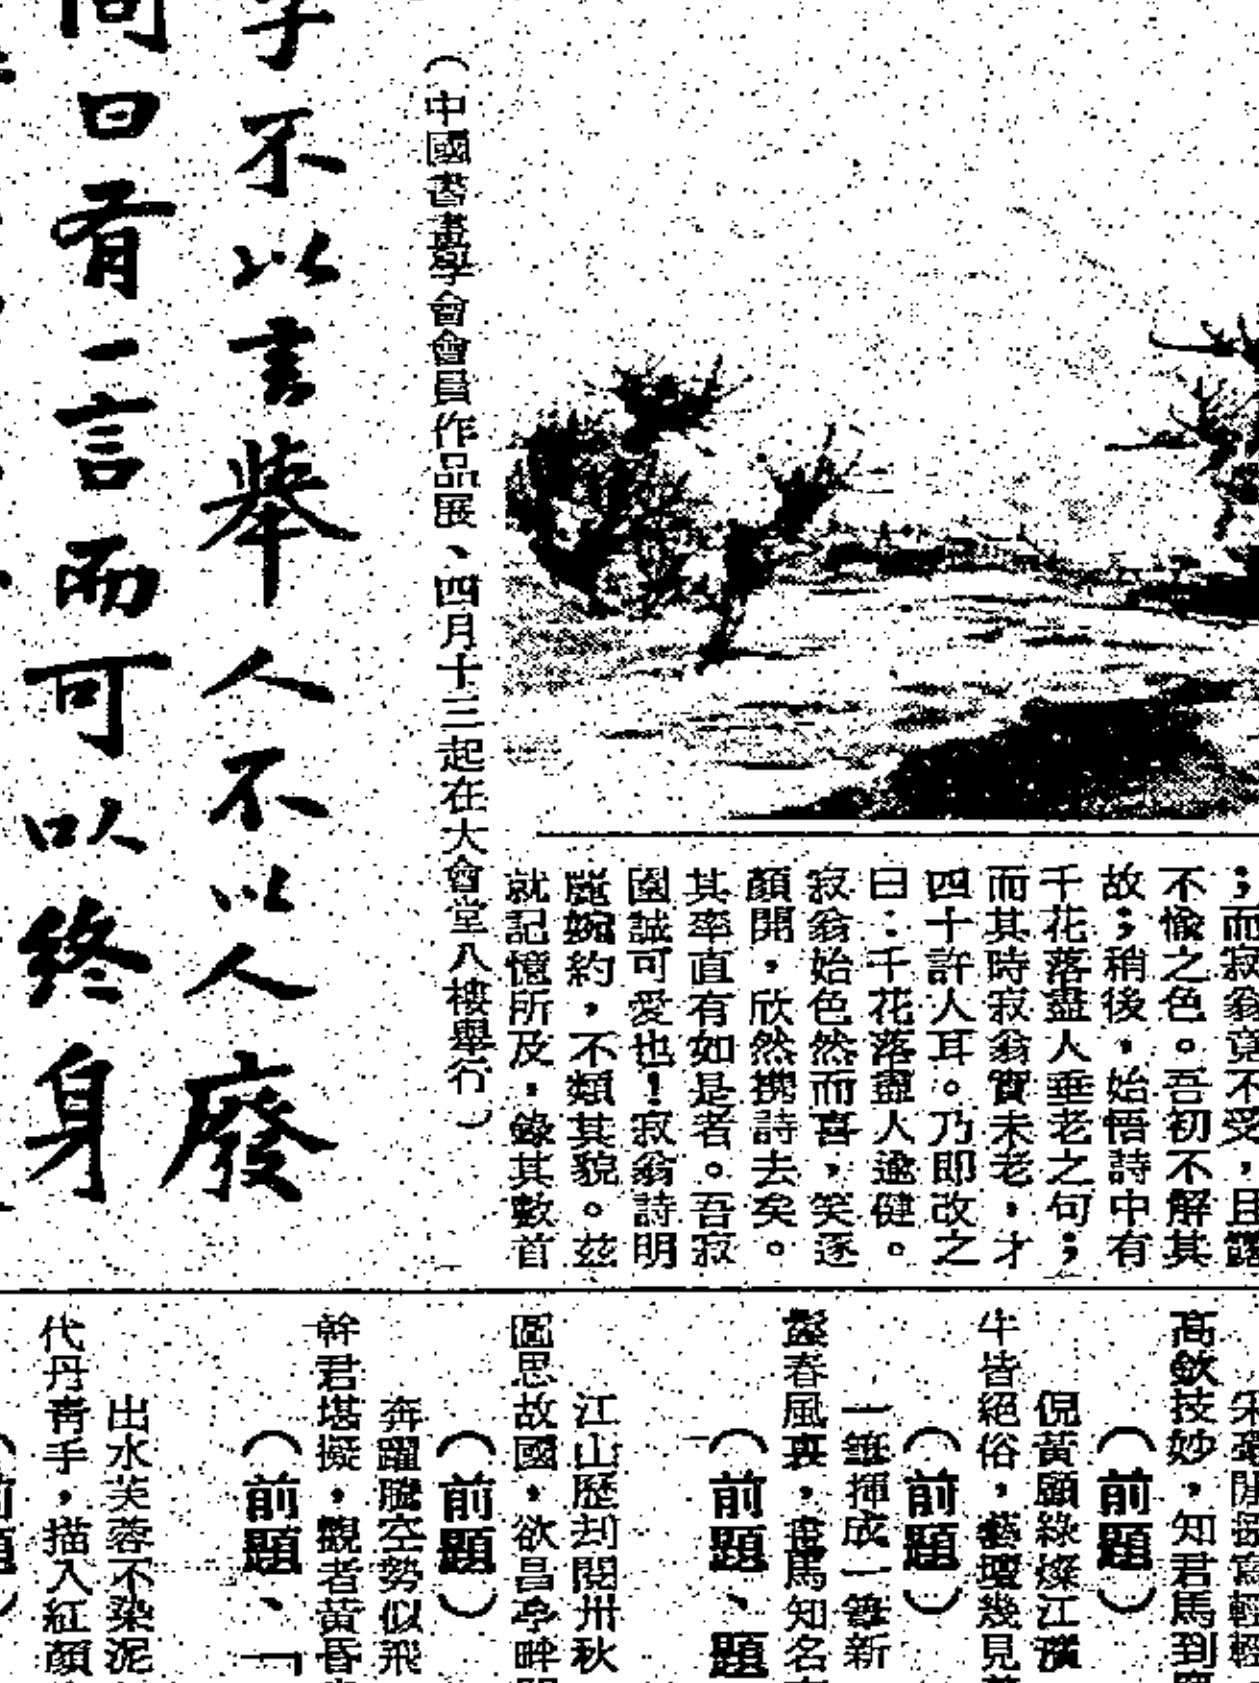 ；而寂翁竟不受，且露
不愉之色。吾初不解其
故；稍後，始悟詩中有
千花落盡人垂老之句；
而其時寂翁實未老，才
四十許人耳。乃即改之
曰：千花落盡人逾健。
寂翁始色然而喜，笑逐
顏開，欣然攜詩去矣。
其率直有如是者。吾寂
園誠可愛也！寂翁詩明
麗婉約，不類其貌。茲
就記憶所及，錄其數首
（中國書畫學會會員作品展、四月十三起在大會堂八樓舉行）
子不以言舉人不以人廢
問曰有一言而可以終身
高歛技妙，知君馬到
（前題）
倪黃顧綠燦江濱
牛皆絕俗，藝壇幾見
（前題）
一筆揮成一筆新
鬣春風裏，畫馬知名
（前題、題
江山歷刦閱卅秋
圖思故國，欲昌亭畔
（前題）
奔躍騰空勢似飛
幹君堪擬，觀者黃昏
（前題、「
出水芙蓉不染泥
代丹青手，描入紅顏